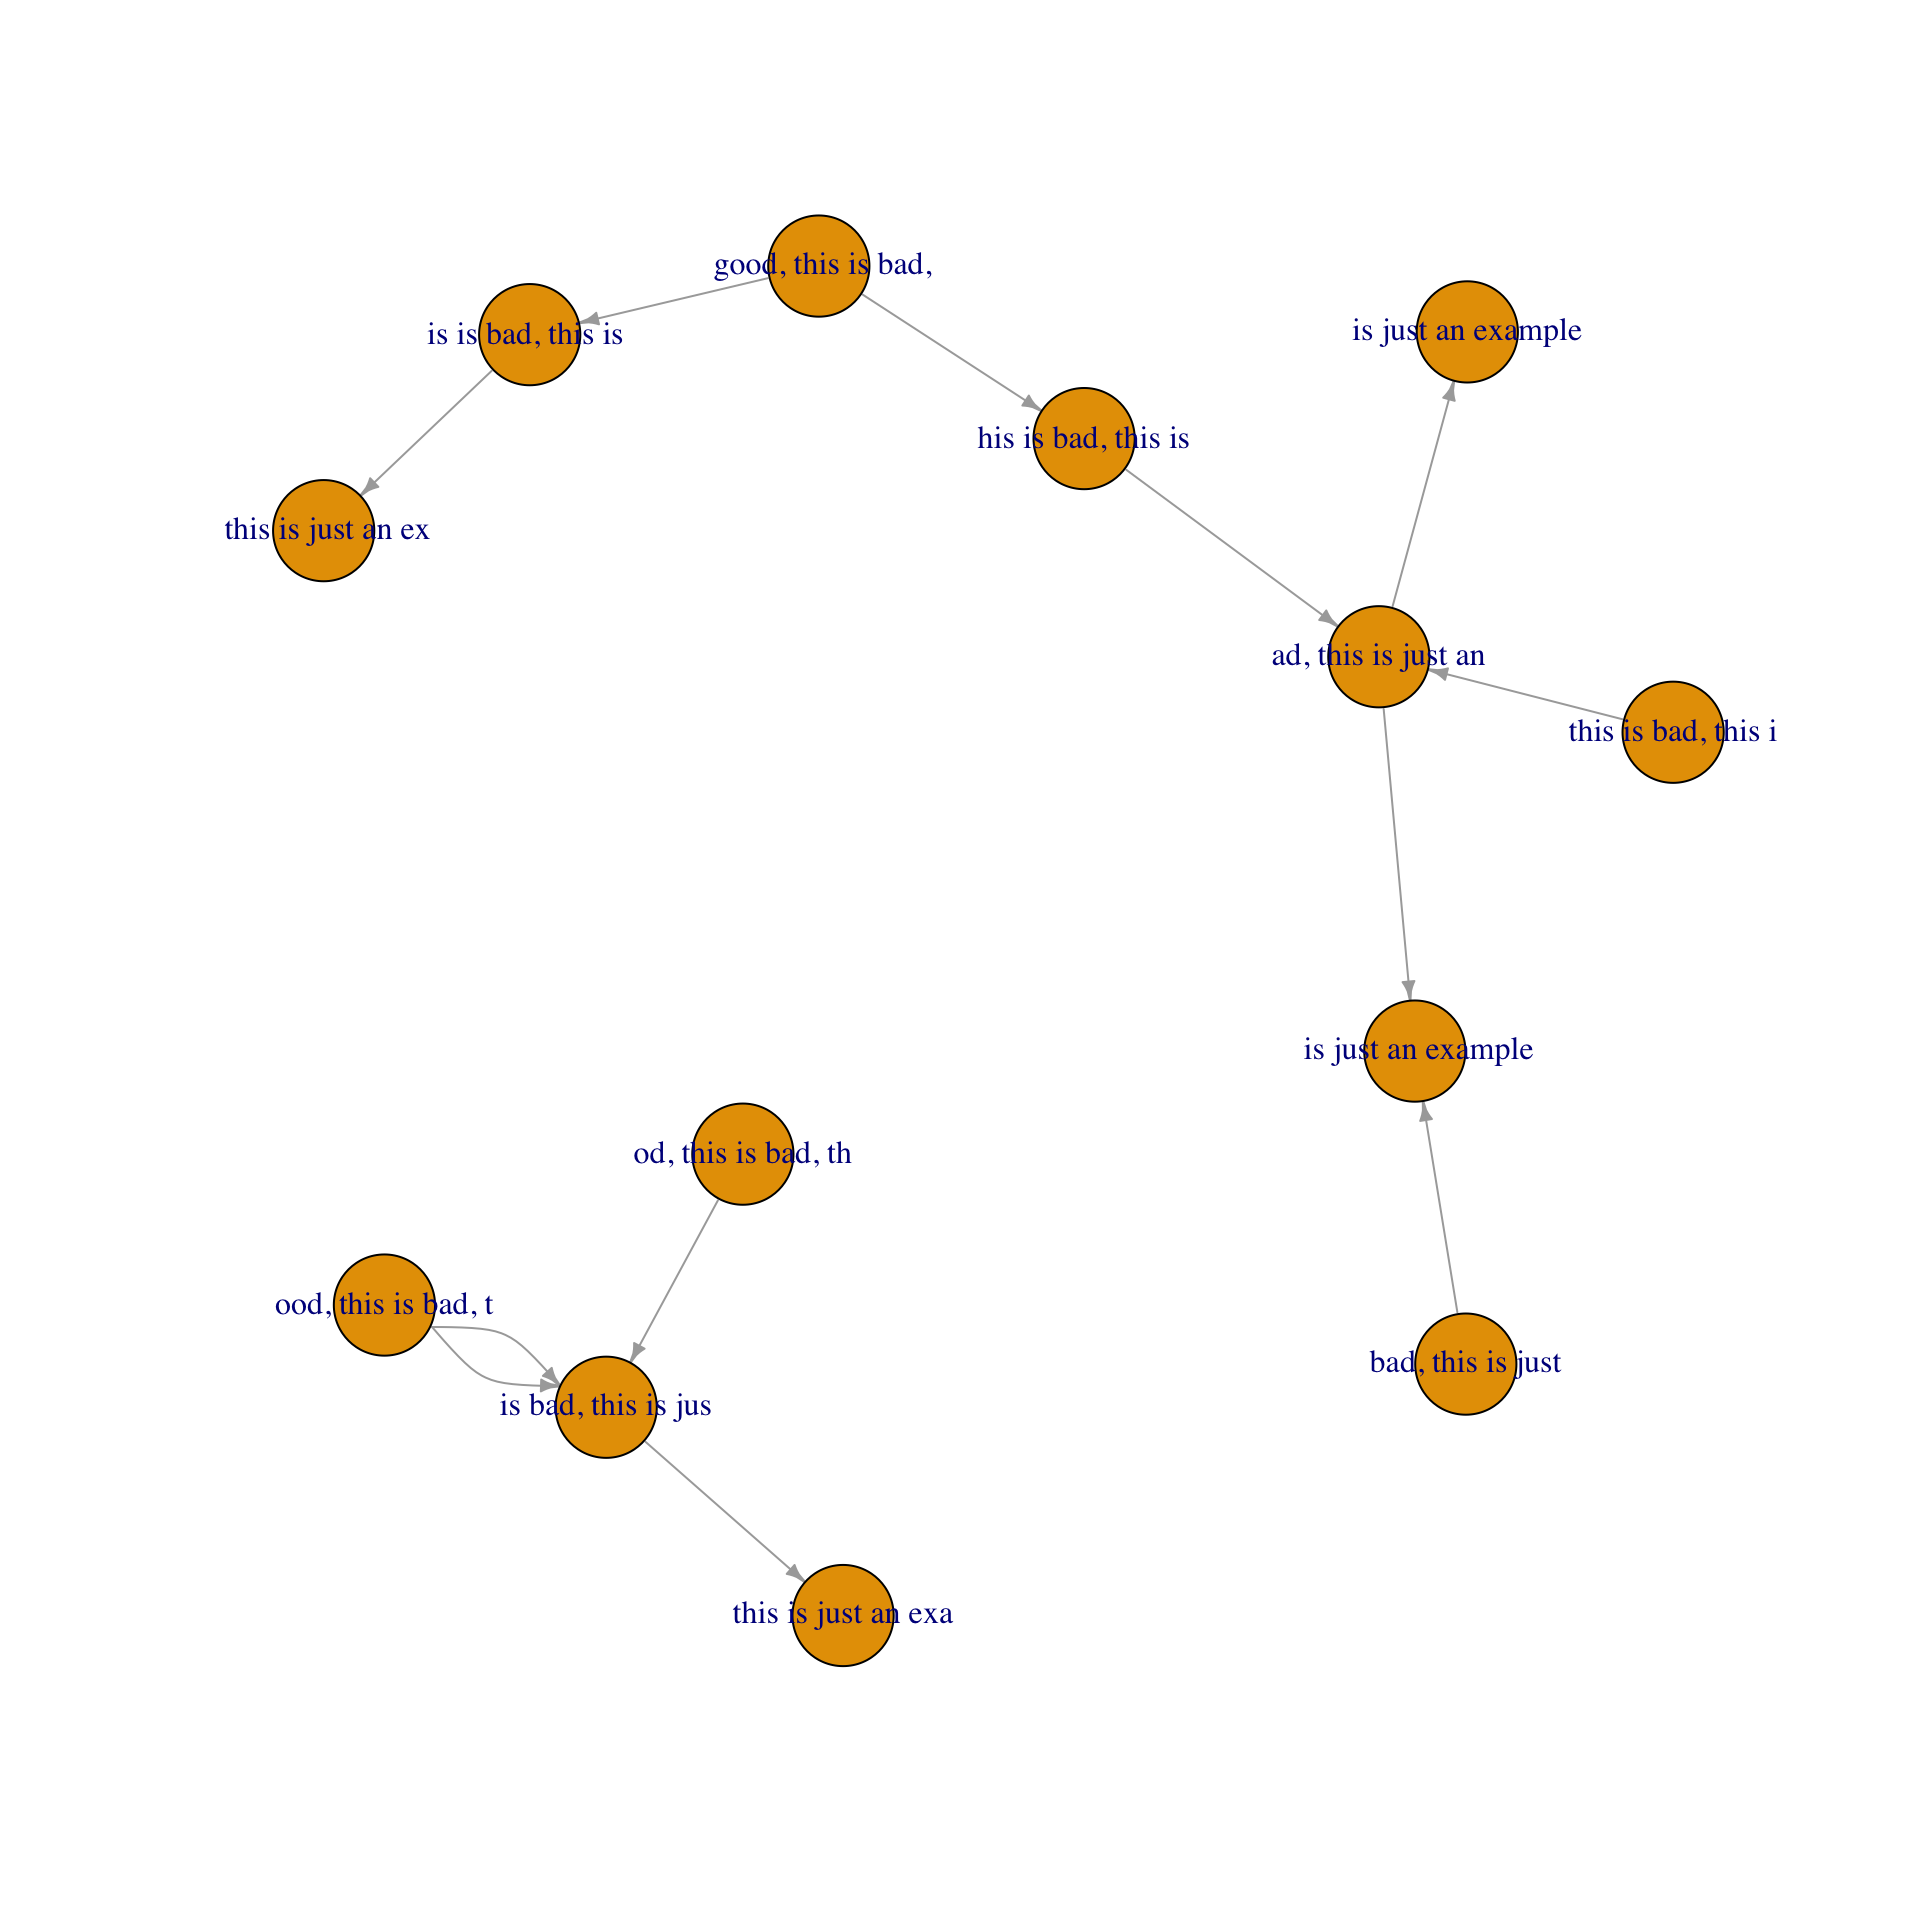 good, this is bad,
is just an example
is is bad, this is
his is bad, this is
this is just an ex
ad, this is just an
this is bad, this i
is just an example
od, this is bad, th
ood, this is bad, t
bad, this is just
is bad, this is jus
this is just an exa